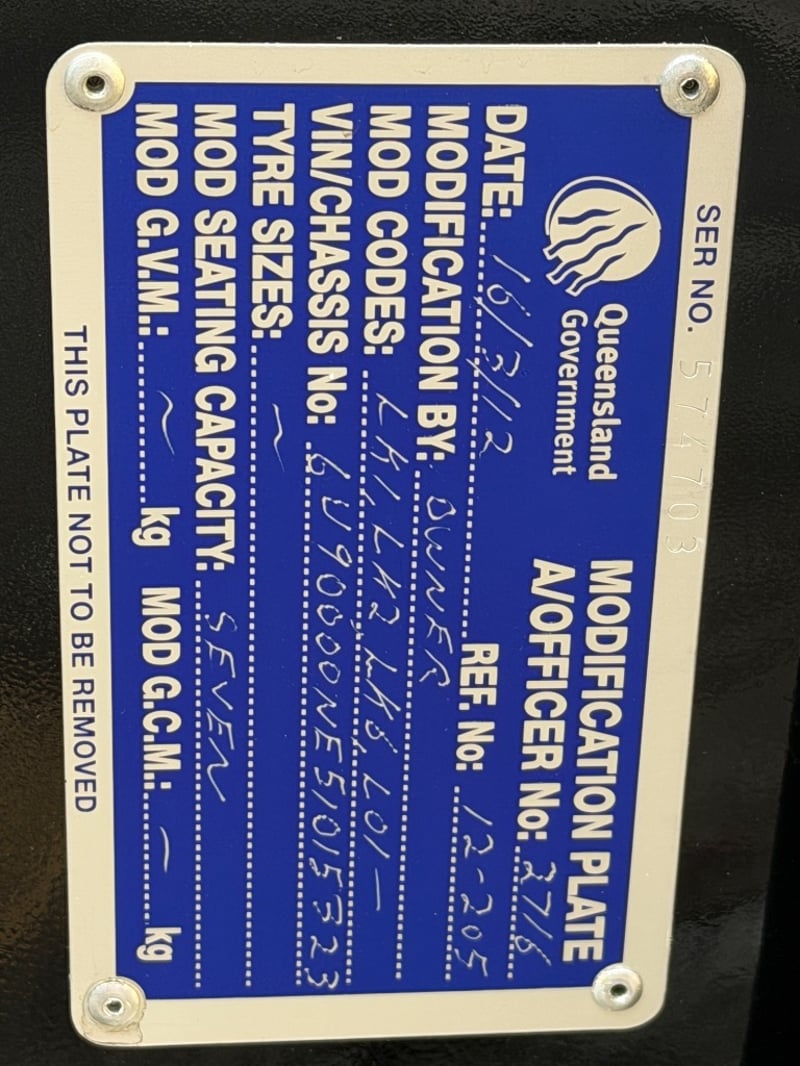 SER NO. 574703
Queensland
Government
MODIFICATION PLATE
A/OFFICER No: 2716
DATE: 16/3/12 REF. No: 12-205
MODIFICATION BY: OWNER
MOD CODES: LK1, LK2, LK8, LO1 –
VIN/CHASSIS No: 6U90000NE51015323
TYRE SIZES: ~
MOD SEATING CAPACITY: SEVEN
MOD G.V.M.: ~ kg MOD G.C.M.: ~ kg
THIS PLATE NOT TO BE REMOVED